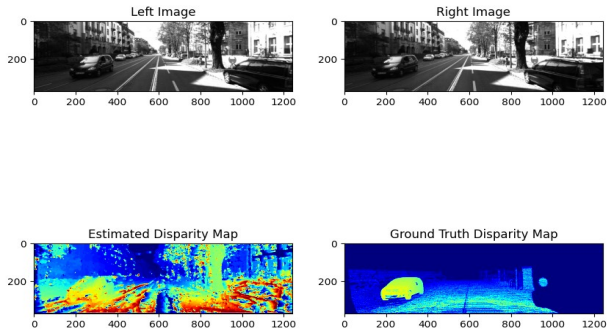 Left Image
Right Image
0
200
0 200 400 600 800 1000 1200
0
200
0 200 400 600 800 1000 1200
Estimated Disparity Map
Ground Truth Disparity Map
0
200
0 200 400 600 800 1000 1200
0
200
0 200 400 600 800 1000 1200